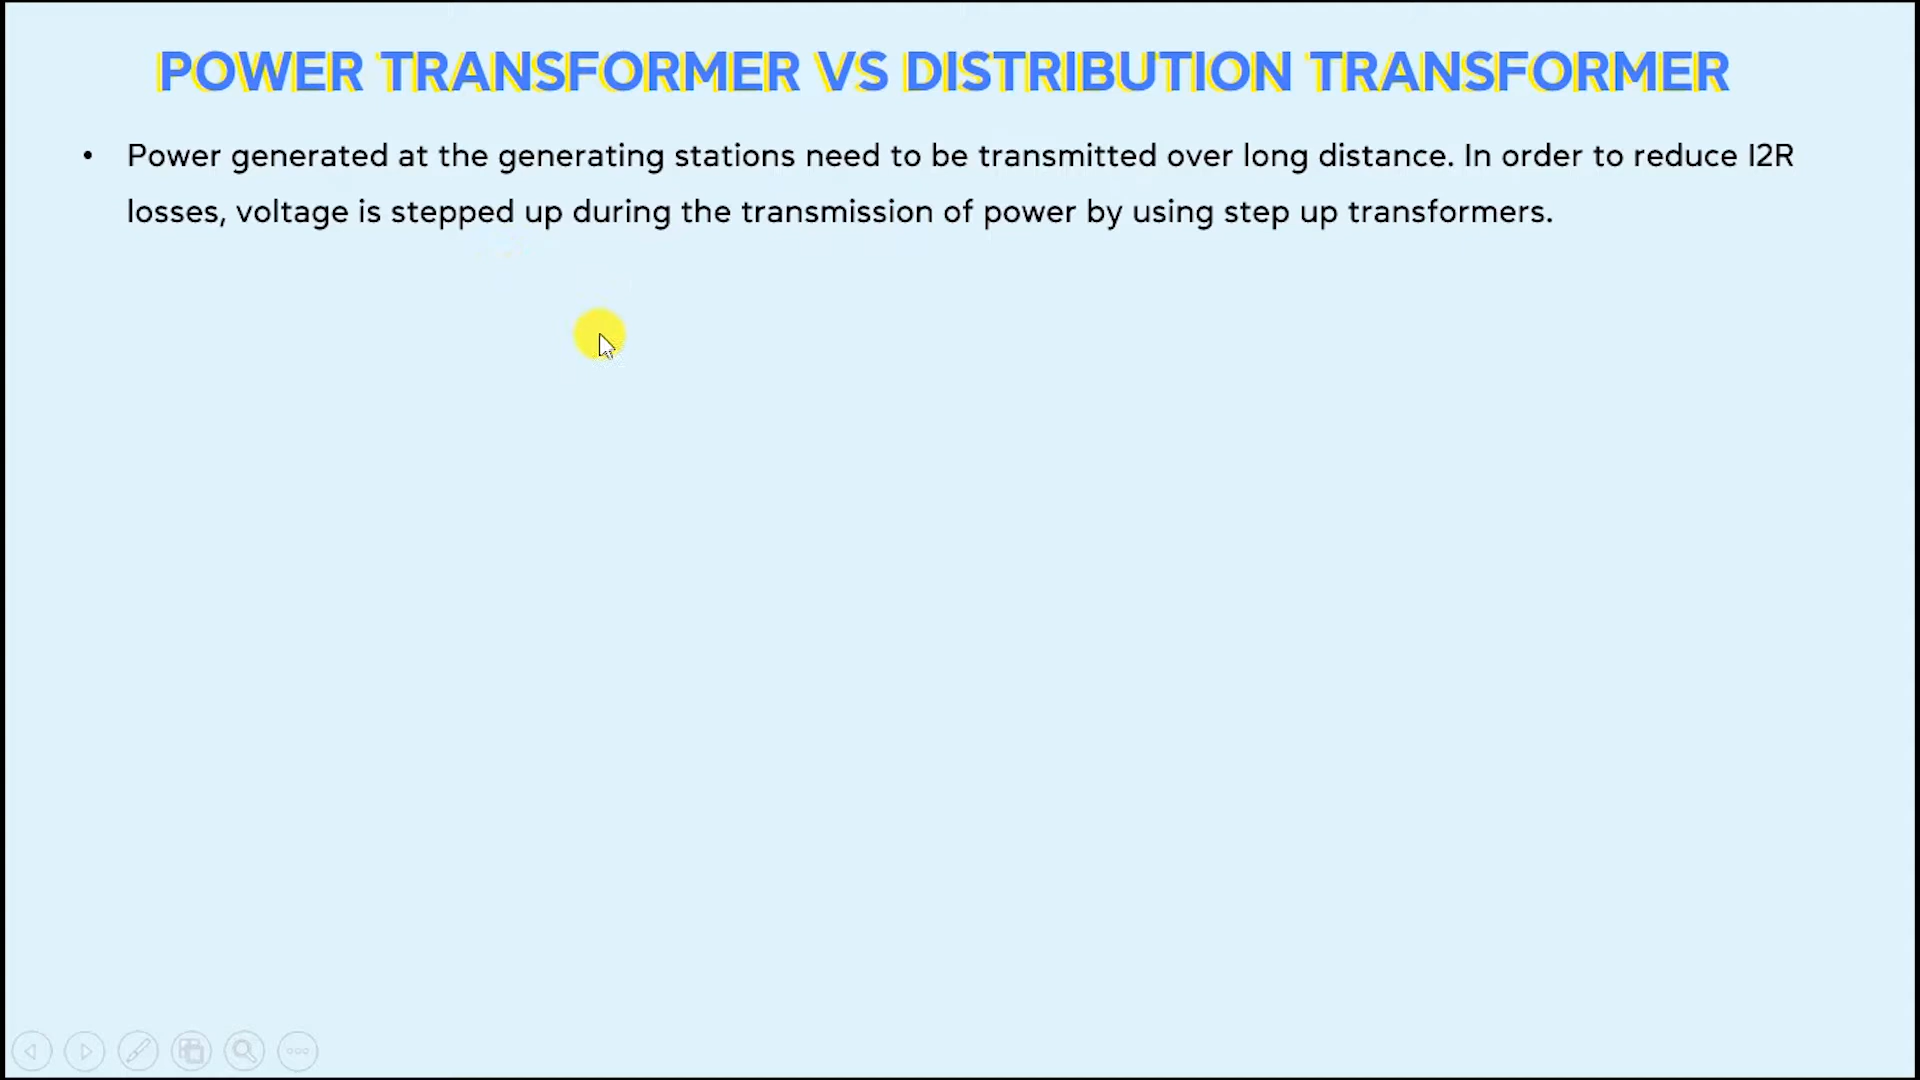 POWER TRANSFORMER VS DISTRIBUTION TRANSFORMER
• Power generated at the generating stations need to be transmitted over long distance. In order to reduce I2R
losses, voltage is stepped up during the transmission of power by using step up transformers.